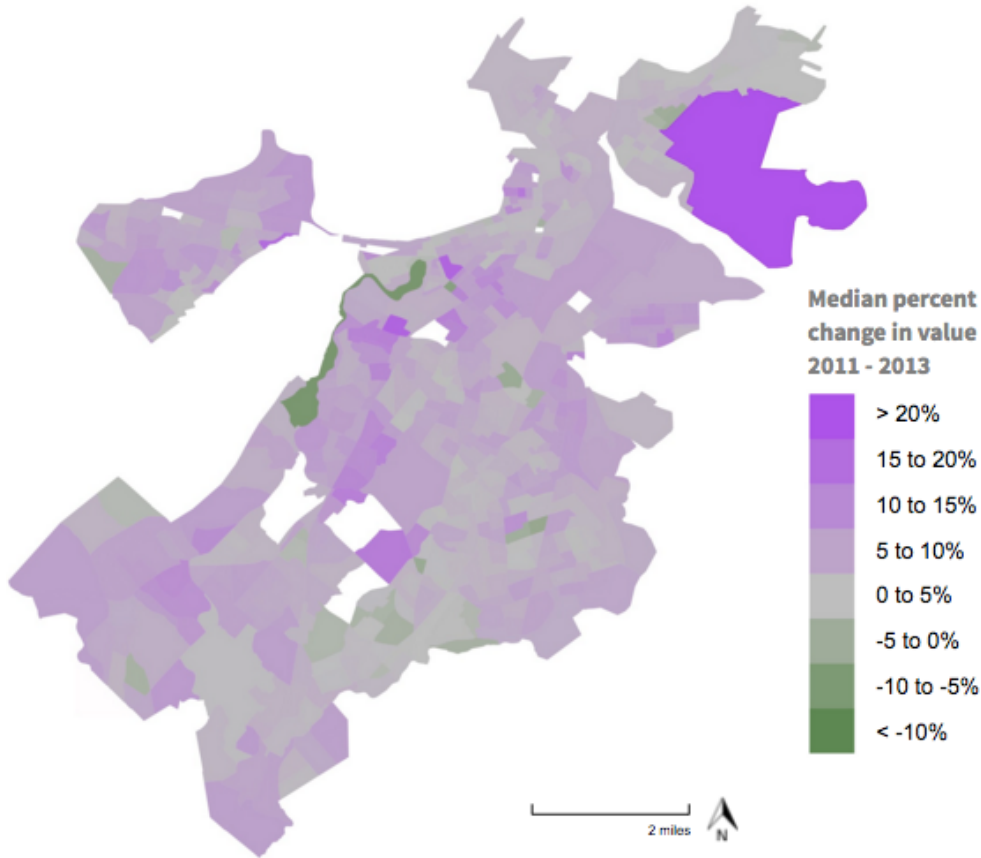 Median percent
change in value
2011 - 2013
> 20%
15 to 20%
10 to 15%
5 to 10%
0 to 5%
-5 to 0%
-10 to -5%
< -10%
2 miles
N